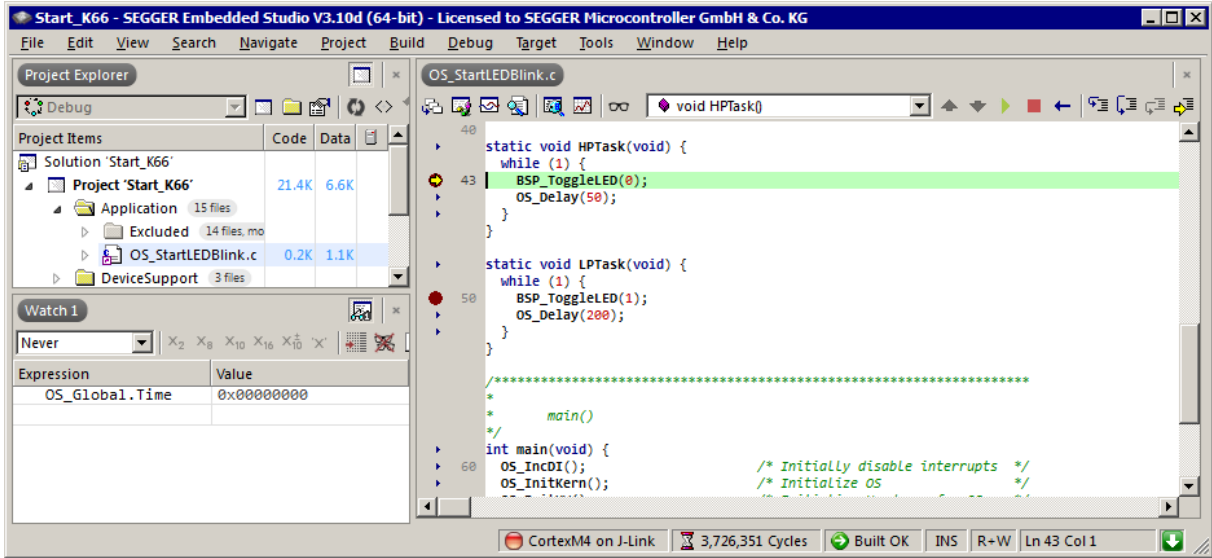 Start_K66 - SEGGER Embedded Studio V3.10d (64-bit) - Licensed to SEGGER Microcontroller GmbH & Co. KG
File Edit View Search Navigate Project Build Debug Target Tools Window Help
Project Explorer
Debug
Project Items Code Data
Solution 'Start_K66'
Project 'Start_K66' 21.4K 6.6K
Application 15 files
Excluded 14 files, mo
OS_StartLEDBlink.c 0.2K 1.1K
DeviceSupport 3 files
Watch 1
Never x2 x8 x10 x16 x±10 'x'
Expression Value
OS_Global.Time 0x00000000
OS_StartLEDBlink.c
void HPTask()
40
static void HPTask(void) {
while (1) {
43 BSP_ToggleLED(0);
OS_Delay(50);
}
}
static void LPTask(void) {
while (1) {
50 BSP_ToggleLED(1);
OS_Delay(200);
}
}
/*********************************************************************
*
* main()
*/
int main(void) {
60 OS_IncDI(); /* Initially disable interrupts */
OS_InitKern(); /* Initialize OS */
CortexM4 on J-Link 3,726,351 Cycles Built OK INS R+W Ln 43 Col 1